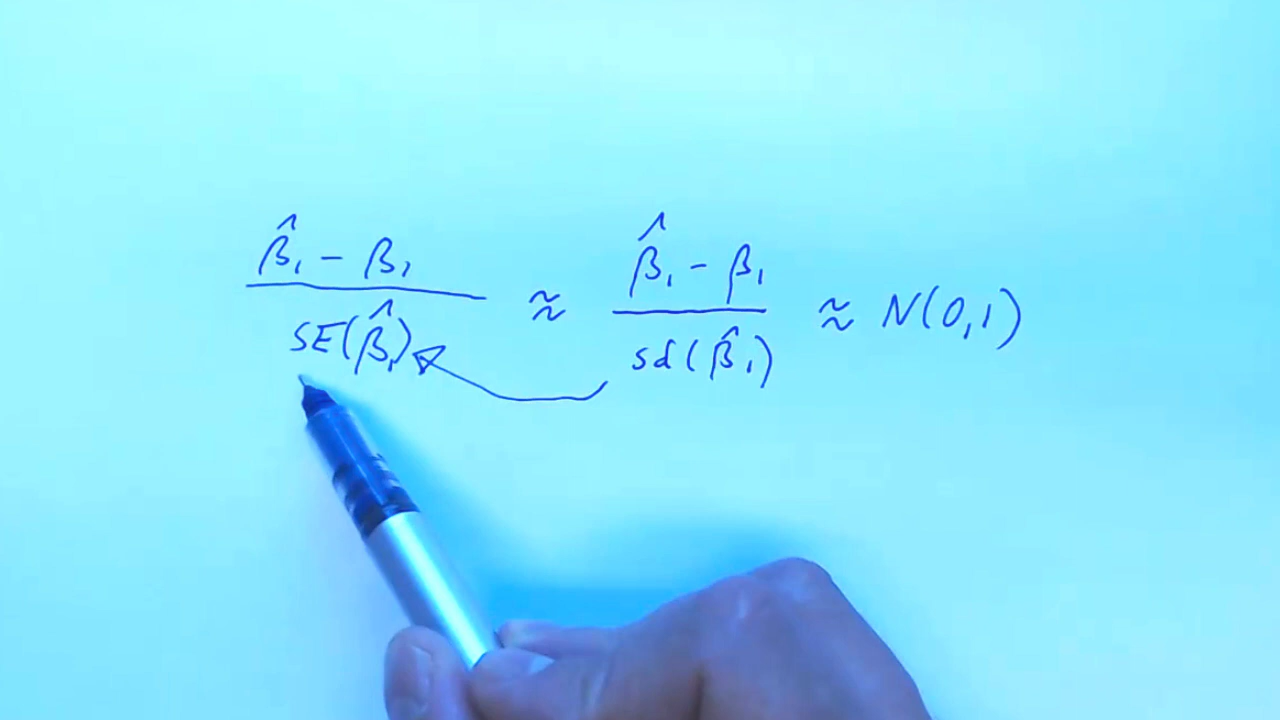 β̂₁ - β₁ / SE(β̂₁) ≈ β̂₁ - β₁ / sd(β̂₁) ≈ N(0,1)